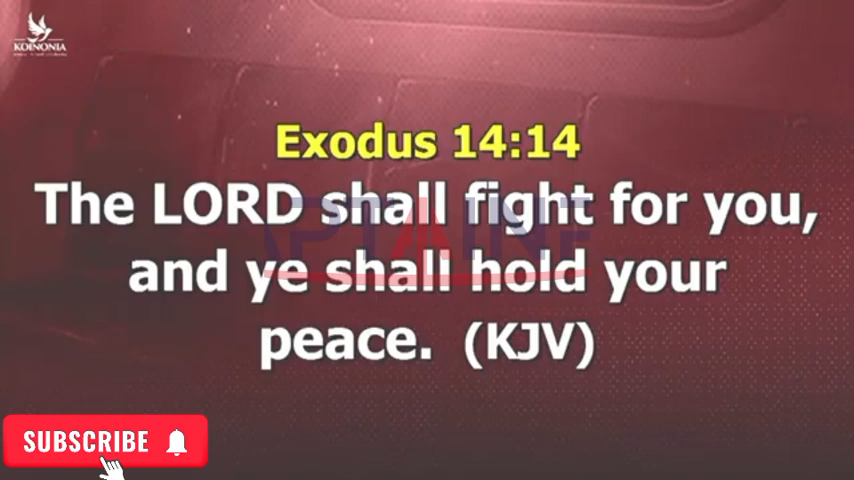 KOINONIA
Exodus 14:14
The LORD shall fight for you,
and ye shall hold your
peace. (KJV)
SUBSCRIBE